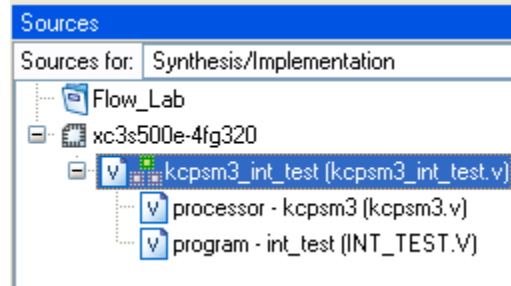 Sources
Sources for: Synthesis/Implementation
Flow_Lab
xc3s500e-4fg320
kcpsm3_int_test (kcpsm3_int_test.v)
processor - kcpsm3 (kcpsm3.v)
program - int_test (INT_TEST.V)